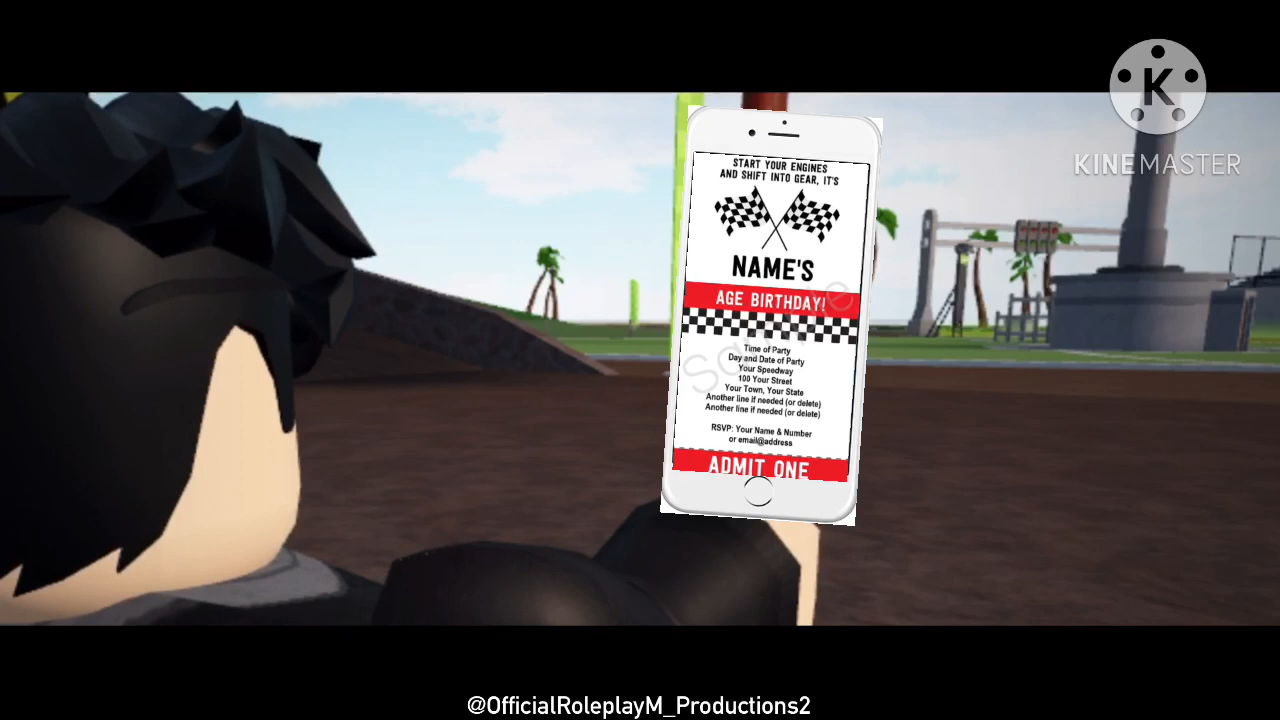 K
KINEMASTER
START YOUR ENGINES
AND SHIFT INTO GEAR, IT'S
NAME'S
AGE BIRTHDAY!
Sample
Time of Party
Day and Date of Party
Your Speedway
100 Your Street
Your Town, Your State
Another line if needed (or delete)
Another line if needed (or delete)
RSVP: Your Name & Number
or email@address
ADMIT ONE
@OfficialRoleplayM_Productions2